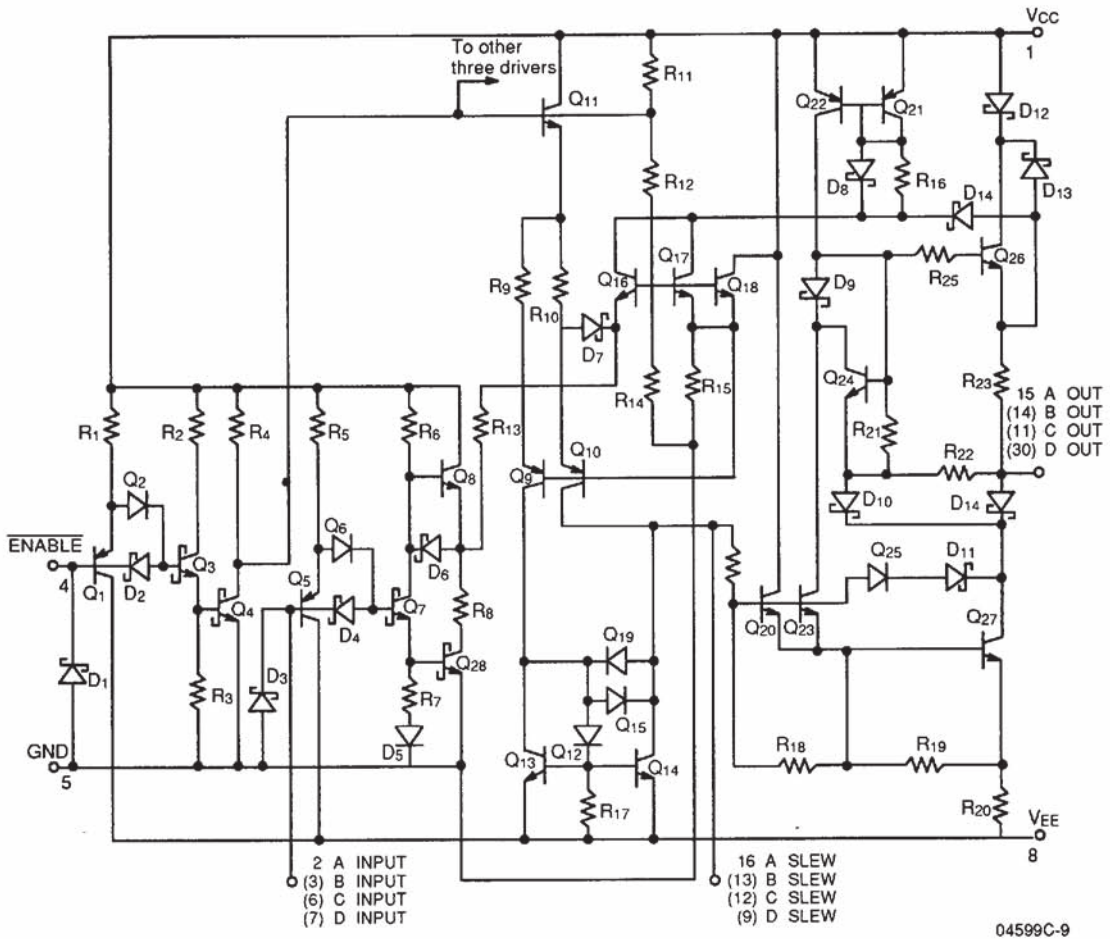 VCC
1
To other
three drivers
R11
Q11
Q22
Q21
D12
R12
D8
R16
D13
D14
R9
R10
Q16
Q17
Q18
R25
Q26
D9
D7
R14
R15
Q24
R23
15 A OUT
(14) B OUT
(11) C OUT
(30) D OUT
R1
R2
R4
R5
R6
R13
Q8
Q9
Q10
R21
R22
D10
D14
Q2
Q6
ENABLE
4
Q1
D2
Q3
Q4
Q5
D4
Q7
D6
R8
Q25
D11
Q20
Q23
Q27
D1
R3
D3
Q28
R7
Q19
Q15
GND
5
D5
Q13
Q12
Q14
R18
R19
R17
R20
VEE
8
2 A INPUT
(3) B INPUT
(6) C INPUT
(7) D INPUT
16 A SLEW
(13) B SLEW
(12) C SLEW
(9) D SLEW
04599C-9